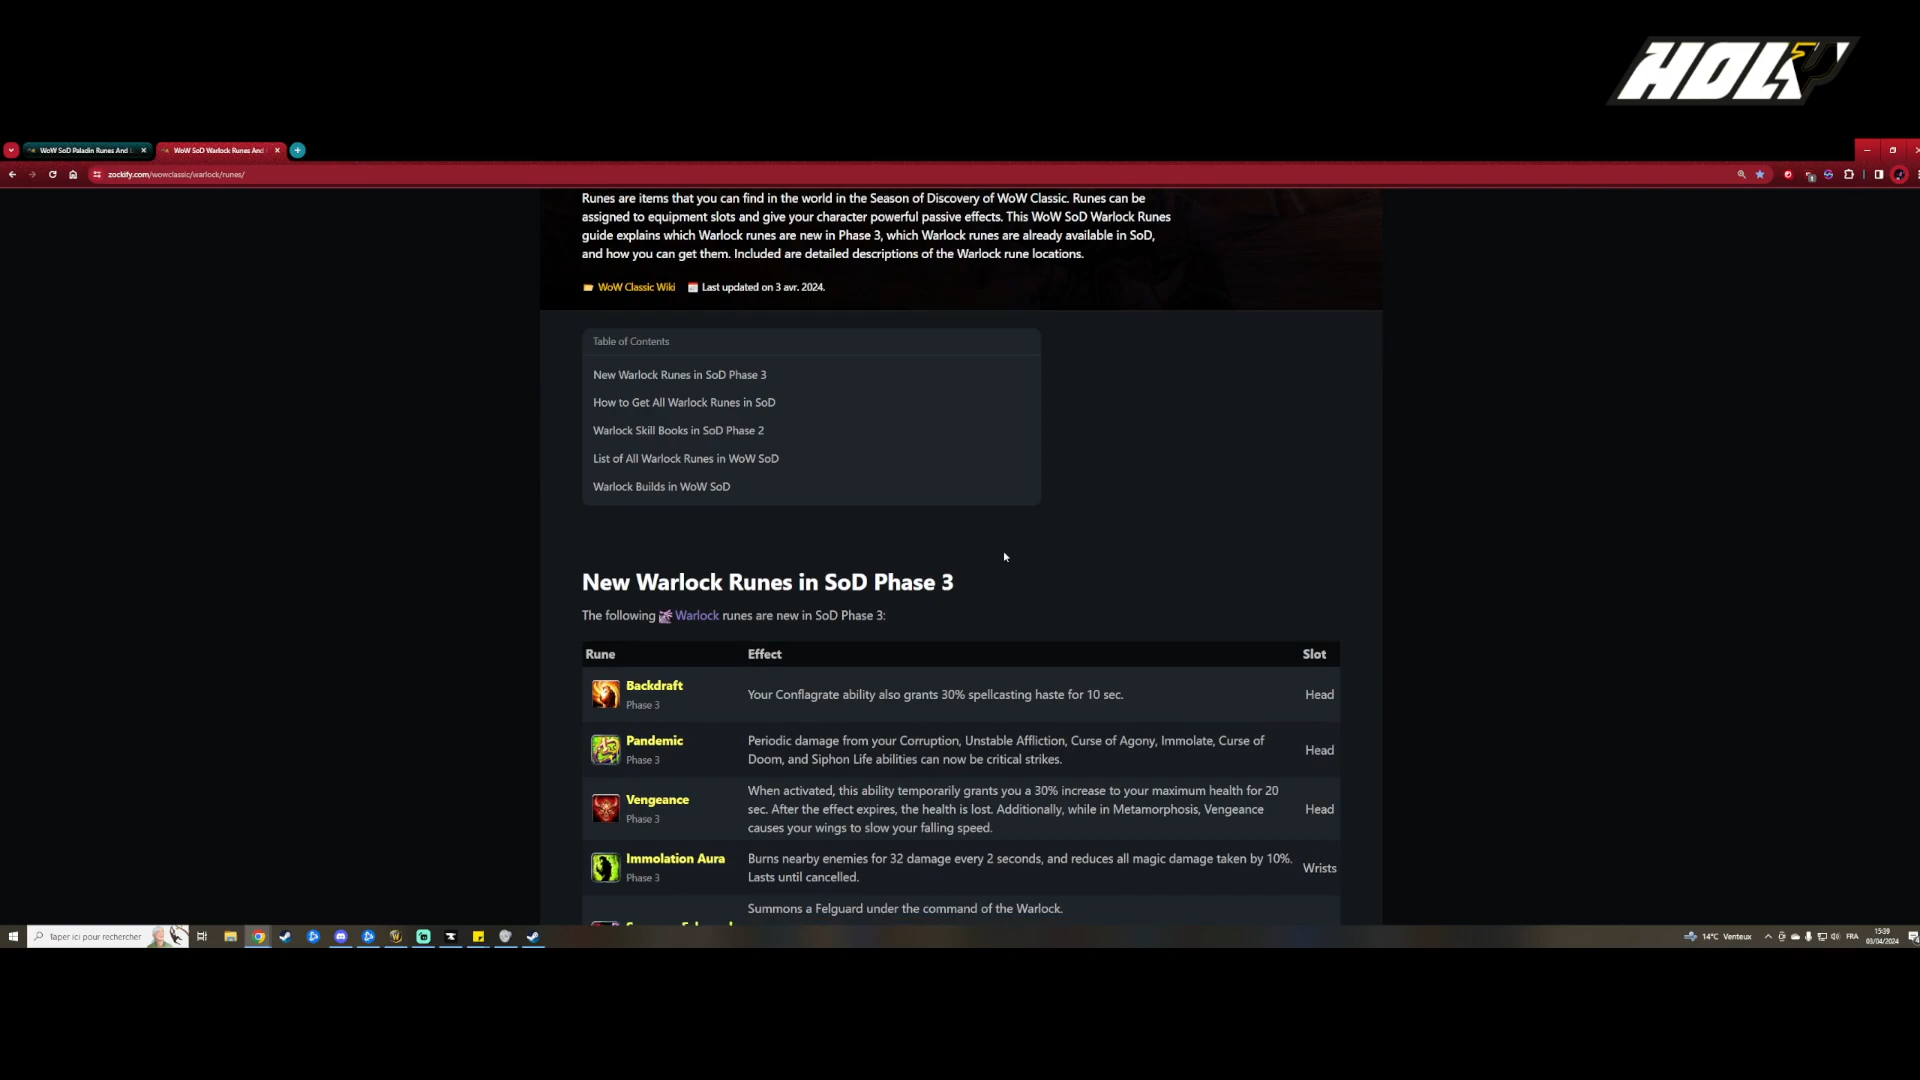 HOLY
WoW SoD Paladin Runes And L
WoW SoD Warlock Runes And
zockify.com/wowclassic/warlock/runes/
Runes are items that you can find in the world in the Season of Discovery of WoW Classic. Runes can be
assigned to equipment slots and give your character powerful passive effects. This WoW SoD Warlock Runes
guide explains which Warlock runes are new in Phase 3, which Warlock runes are already available in SoD,
and how you can get them. Included are detailed descriptions of the Warlock rune locations.
WoW Classic Wiki Last updated on 3 avr. 2024.
Table of Contents
New Warlock Runes in SoD Phase 3
How to Get All Warlock Runes in SoD
Warlock Skill Books in SoD Phase 2
List of All Warlock Runes in WoW SoD
Warlock Builds in WoW SoD
New Warlock Runes in SoD Phase 3
The following Warlock runes are new in SoD Phase 3:
Rune Effect Slot
Backdraft
Phase 3
Your Conflagrate ability also grants 30% spellcasting haste for 10 sec.
Head
Pandemic
Phase 3
Periodic damage from your Corruption, Unstable Affliction, Curse of Agony, Immolate, Curse of
Doom, and Siphon Life abilities can now be critical strikes.
Head
Vengeance
Phase 3
When activated, this ability temporarily grants you a 30% increase to your maximum health for 20
sec. After the effect expires, the health is lost. Additionally, while in Metamorphosis, Vengeance
causes your wings to slow your falling speed.
Head
Immolation Aura
Phase 3
Burns nearby enemies for 32 damage every 2 seconds, and reduces all magic damage taken by 10%.
Lasts until cancelled.
Wrists
Summons a Felguard under the command of the Warlock.
Taper ici pour rechercher
14°C Venteux
FRA
15:39
03/04/2024